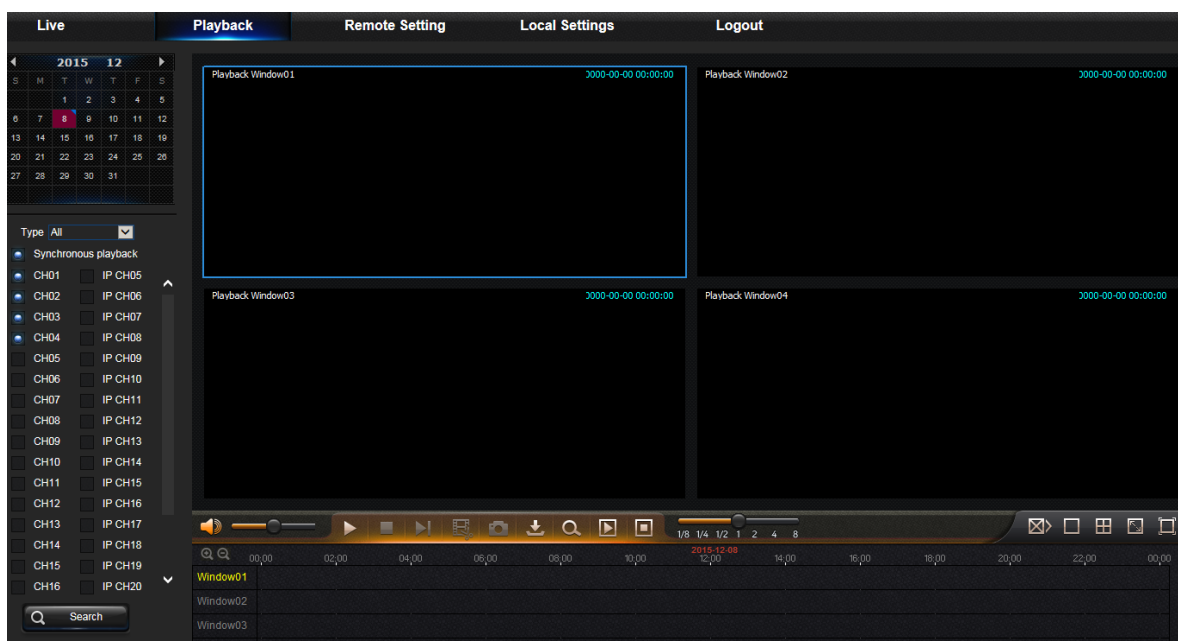 Live Playback Remote Setting Local Settings Logout
2015 12
S M T W T F S
1 2 3 4 5
6 7 8 9 10 11 12
13 14 15 16 17 18 19
20 21 22 23 24 25 26
27 28 29 30 31
Type All
Synchronous playback
CH01 IP CH05
CH02 IP CH06
CH03 IP CH07
CH04 IP CH08
CH05 IP CH09
CH06 IP CH10
CH07 IP CH11
CH08 IP CH12
CH09 IP CH13
CH10 IP CH14
CH11 IP CH15
CH12 IP CH16
CH13 IP CH17
CH14 IP CH18
CH15 IP CH19
CH16 IP CH20
Search
Playback Window01 0000-00-00 00:00:00
Playback Window02 0000-00-00 00:00:00
Playback Window03 0000-00-00 00:00:00
Playback Window04 0000-00-00 00:00:00
1/8 1/4 1/2 1 2 4 8
2015-12-08
00:00 02:00 04:00 06:00 08:00 10:00 12:00 14:00 16:00 18:00 20:00 22:00 00:00
Window01
Window02
Window03